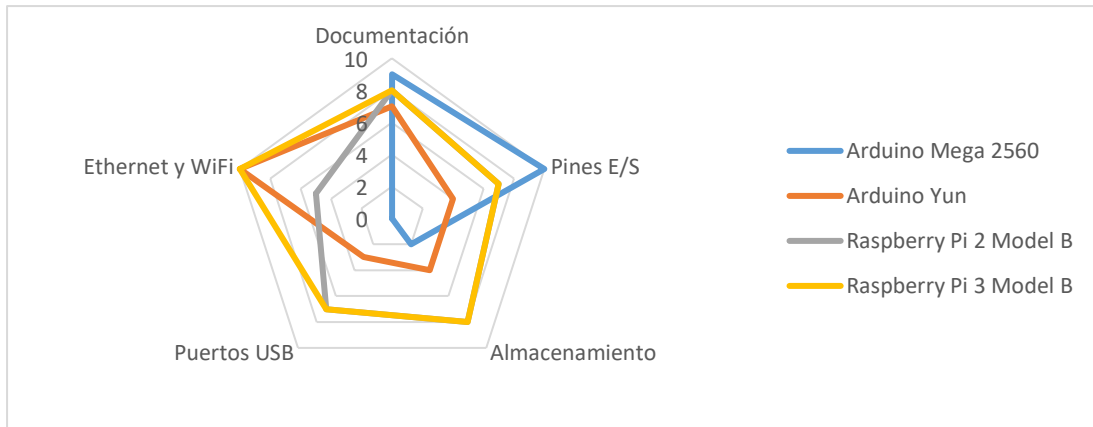 Documentación
10
8
6
4
2
0
Ethernet y WiFi
Pines E/S
Puertos USB
Almacenamiento
Arduino Mega 2560
Arduino Yun
Raspberry Pi 2 Model B
Raspberry Pi 3 Model B